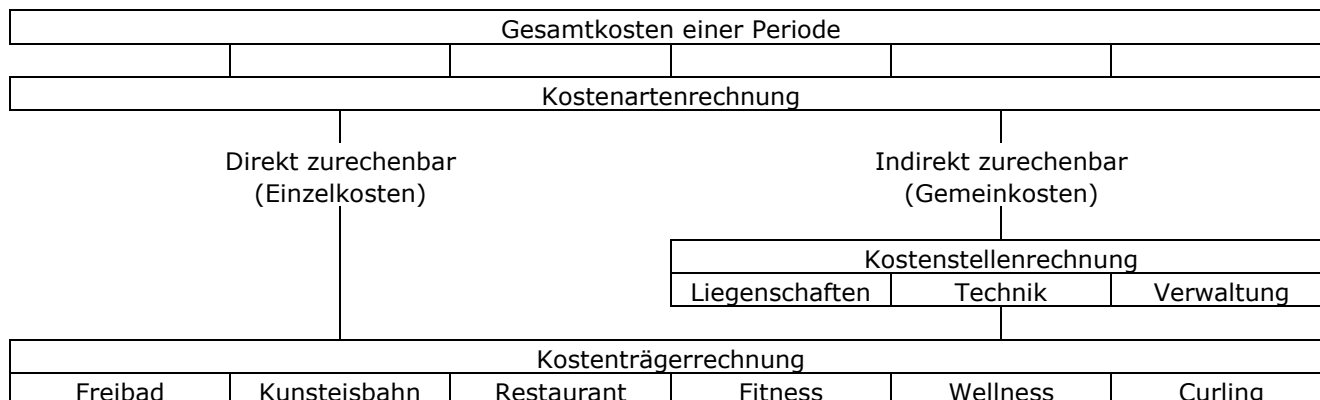 Gesamtkosten einer Periode
Kostenartenrechnung
Direkt zurechenbar
(Einzelkosten)
Indirekt zurechenbar
(Gemeinkosten)
Kostenstellenrechnung
Liegenschaften Technik Verwaltung
Kostenträgerrechnung
Freibad Kunsteisbahn Restaurant Fitness Wellness Curling